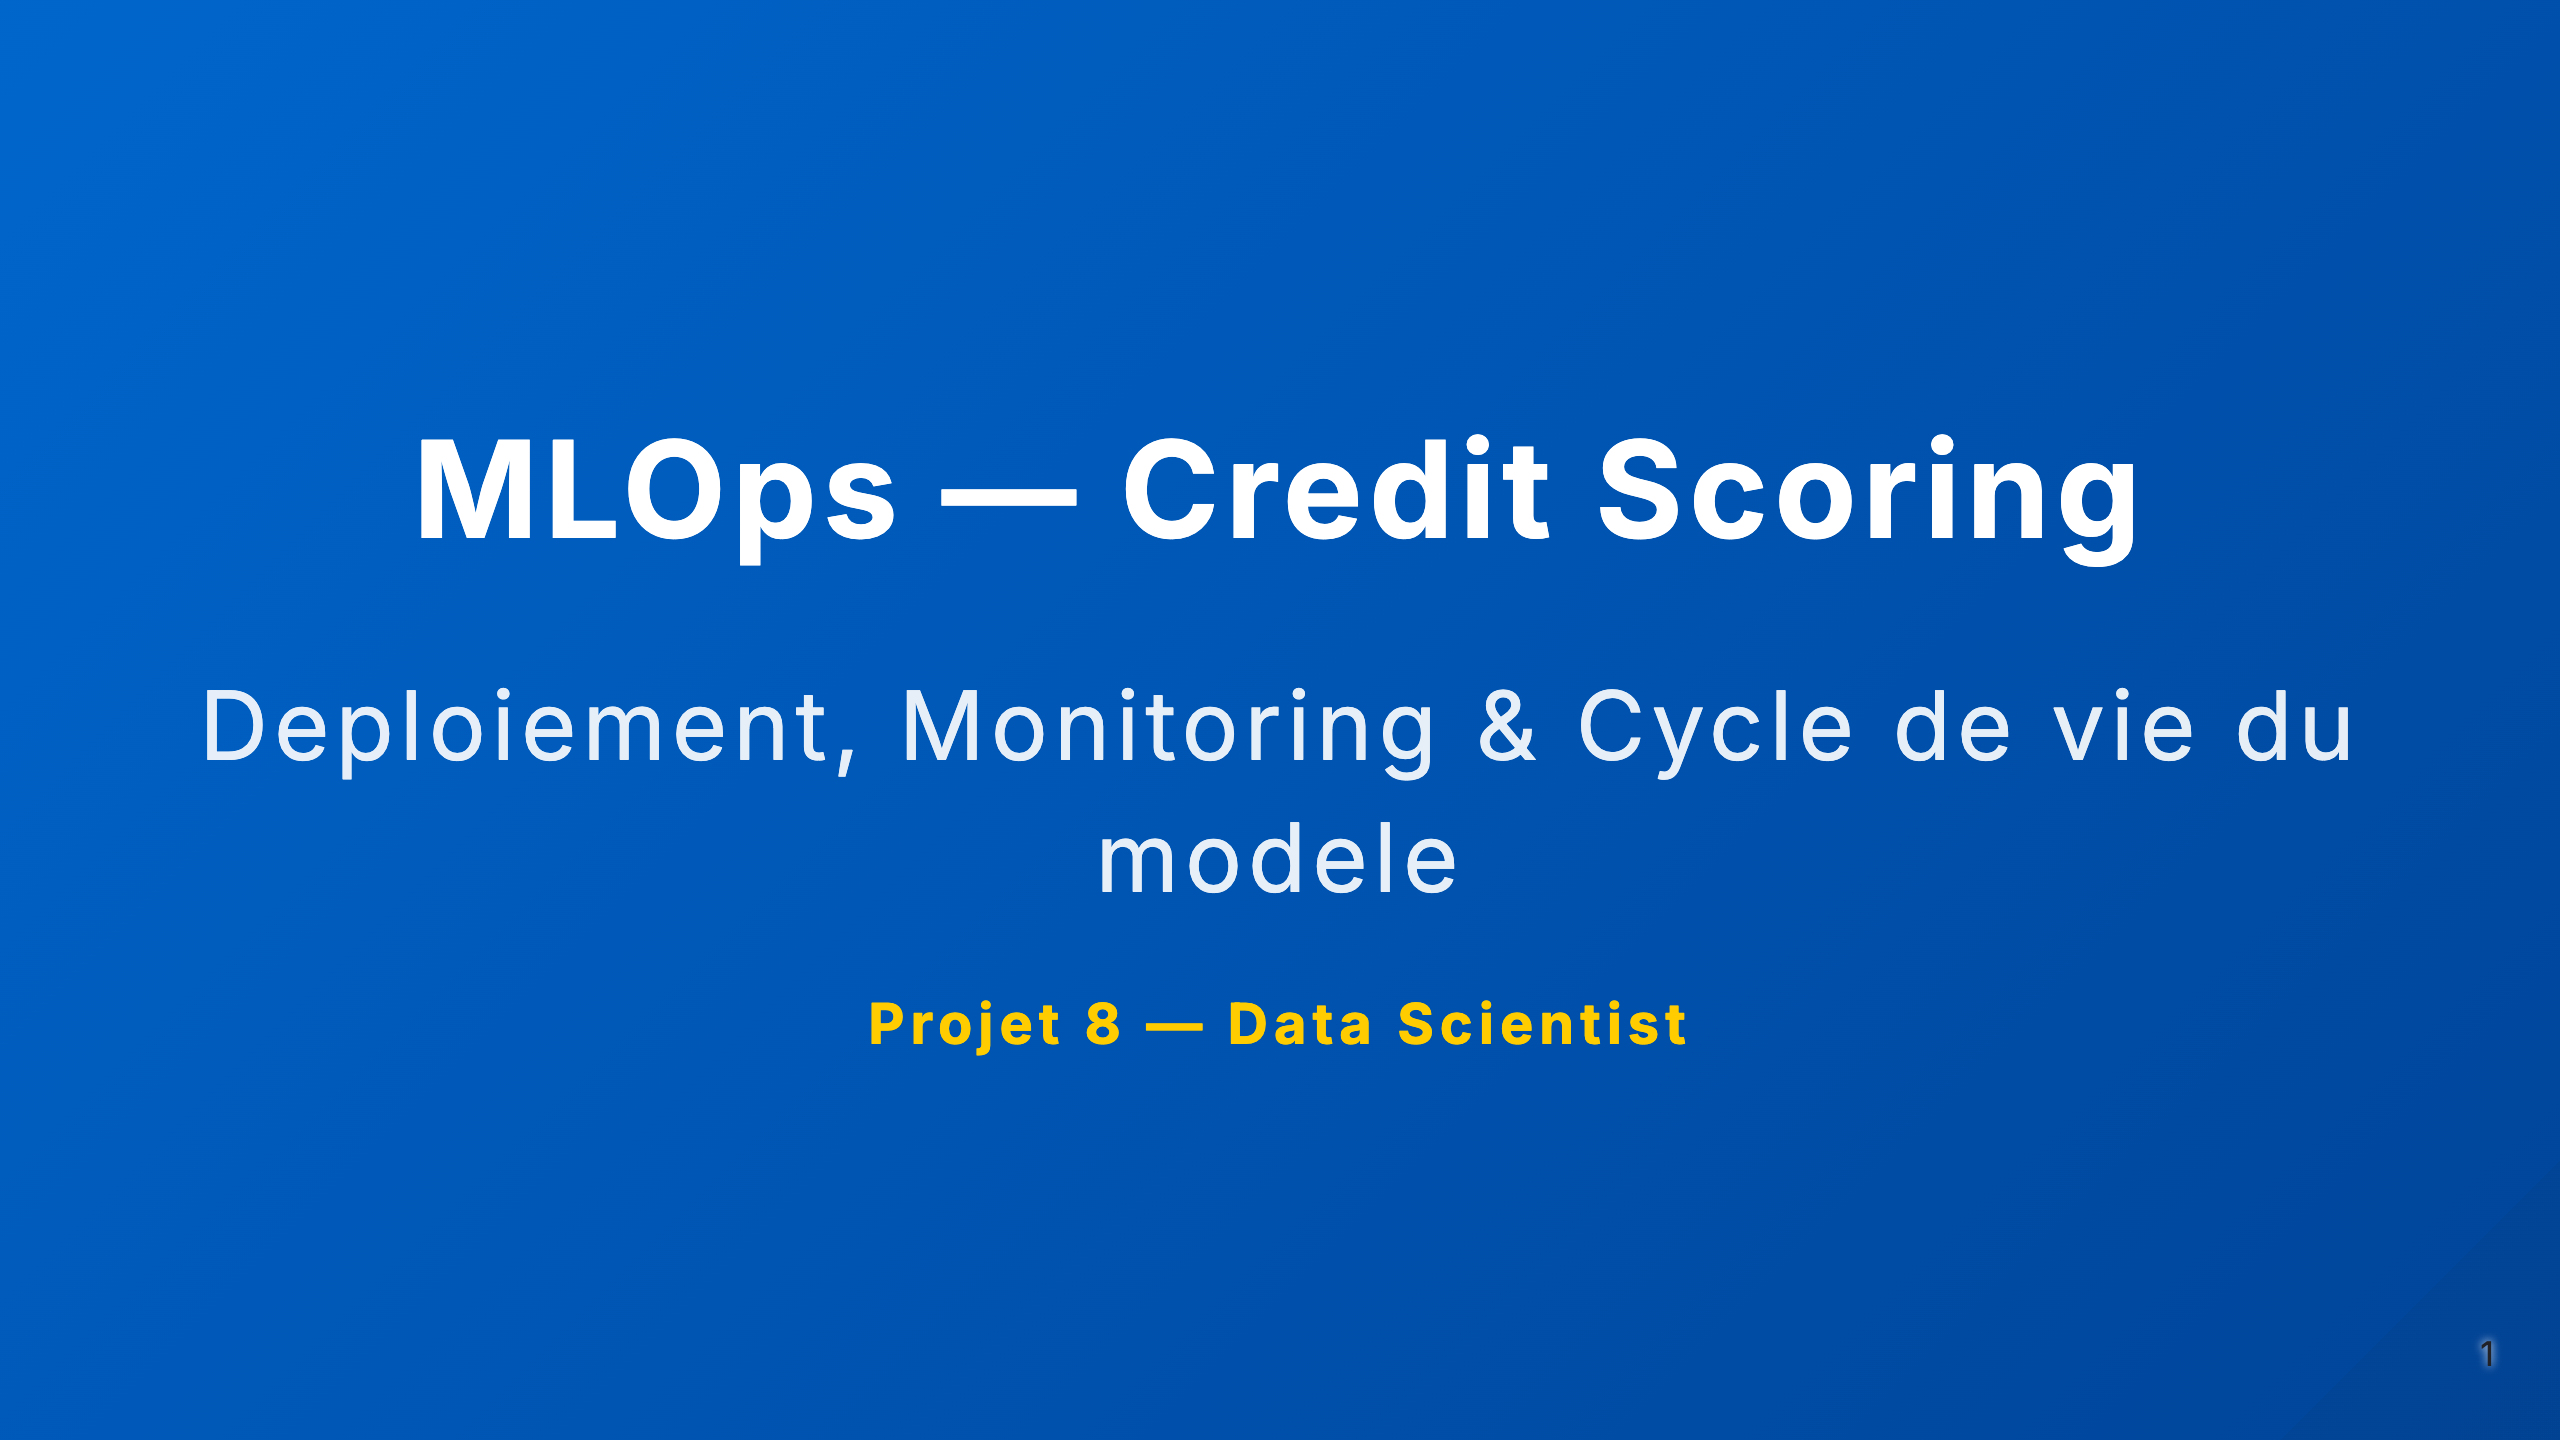 MLOps — Credit Scoring
Deploiement, Monitoring & Cycle de vie du
modele
Projet 8 — Data Scientist
1